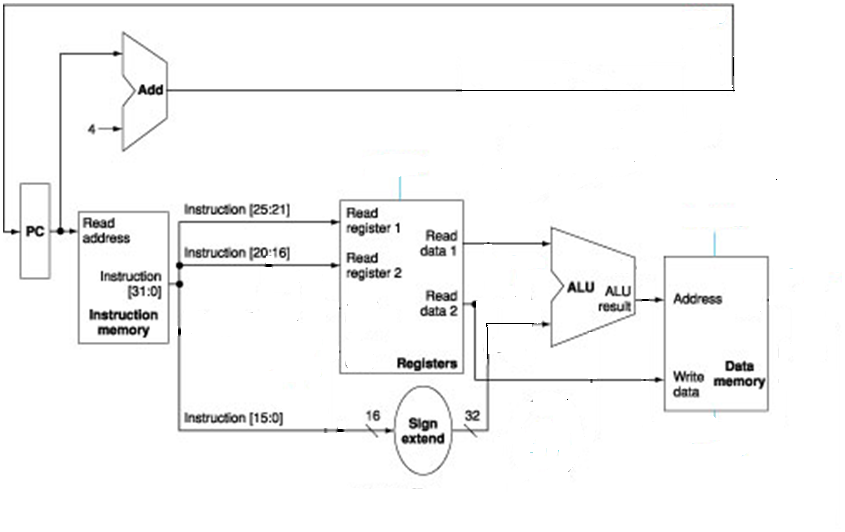 Add
4
PC
Read
address
Instruction
[31:0]
Instruction
memory
Instruction [25:21]
Instruction [20:16]
Instruction [15:0]
Read
register 1
Read
register 2
Read
data 1
Read
data 2
Registers
16
Sign
extend
32
ALU
ALU
result
Address
Write
data
Data
memory